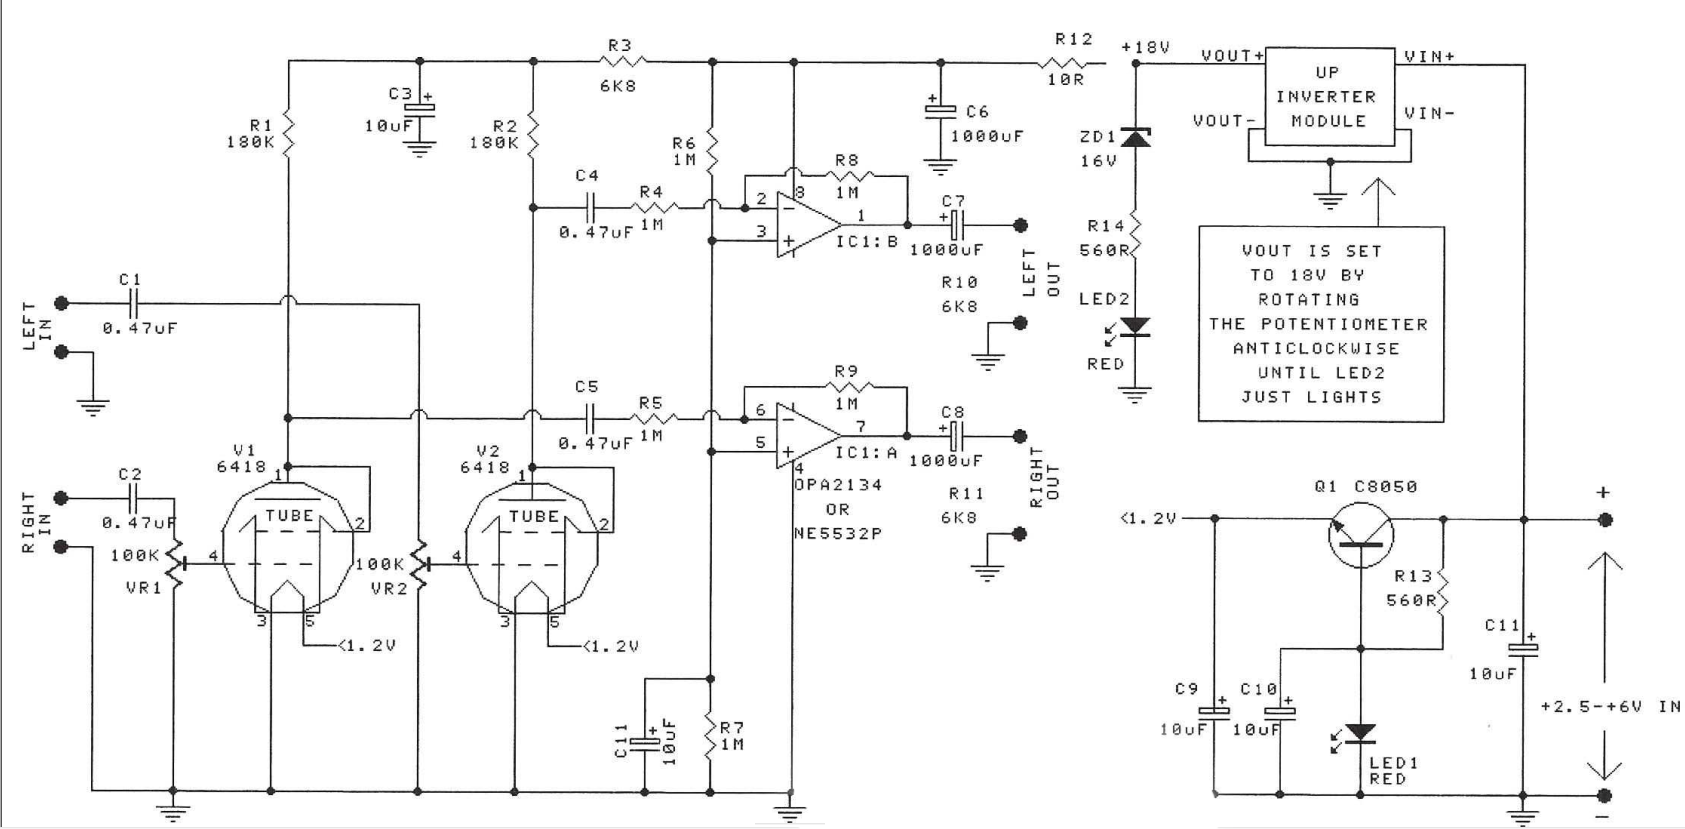 R3
6K8
R12
10R
+18V
VOUT+
VIN+
UP
INVERTER
MODULE
VOUT-
VIN-
C3
+
10uF
R1
180K
R2
180K
R6
1M
+
C6
1000uF
ZD1
16V
C4
0.47uF
R4
1M
R8
1M
2
8
−
3
+
1
IC1:B
C7
+
1000uF
R10
6K8
LEFT
OUT
R14
560R
LED2
RED
VOUT IS SET
TO 18V BY
ROTATING
THE POTENTIOMETER
ANTICLOCKWISE
UNTIL LED2
JUST LIGHTS
LEFT
IN
C1
0.47uF
C5
0.47uF
R5
1M
R9
1M
6
−
5
+
7
4
IC1:A
C8
+
1000uF
OPA2134
OR
NE5532P
R11
6K8
RIGHT
OUT
V1
6418
1
TUBE
2
4
3
5
<1.2V
V2
6418
1
TUBE
2
4
3
5
<1.2V
RIGHT
IN
C2
0.47uF
100K
VR1
100K
VR2
C11
+
10uF
R7
1M
Q1 C8050
<1.2V
+
R13
560R
C11
+
10uF
C9
+
10uF
C10
+
10uF
LED1
RED
+2.5-+6V IN
−